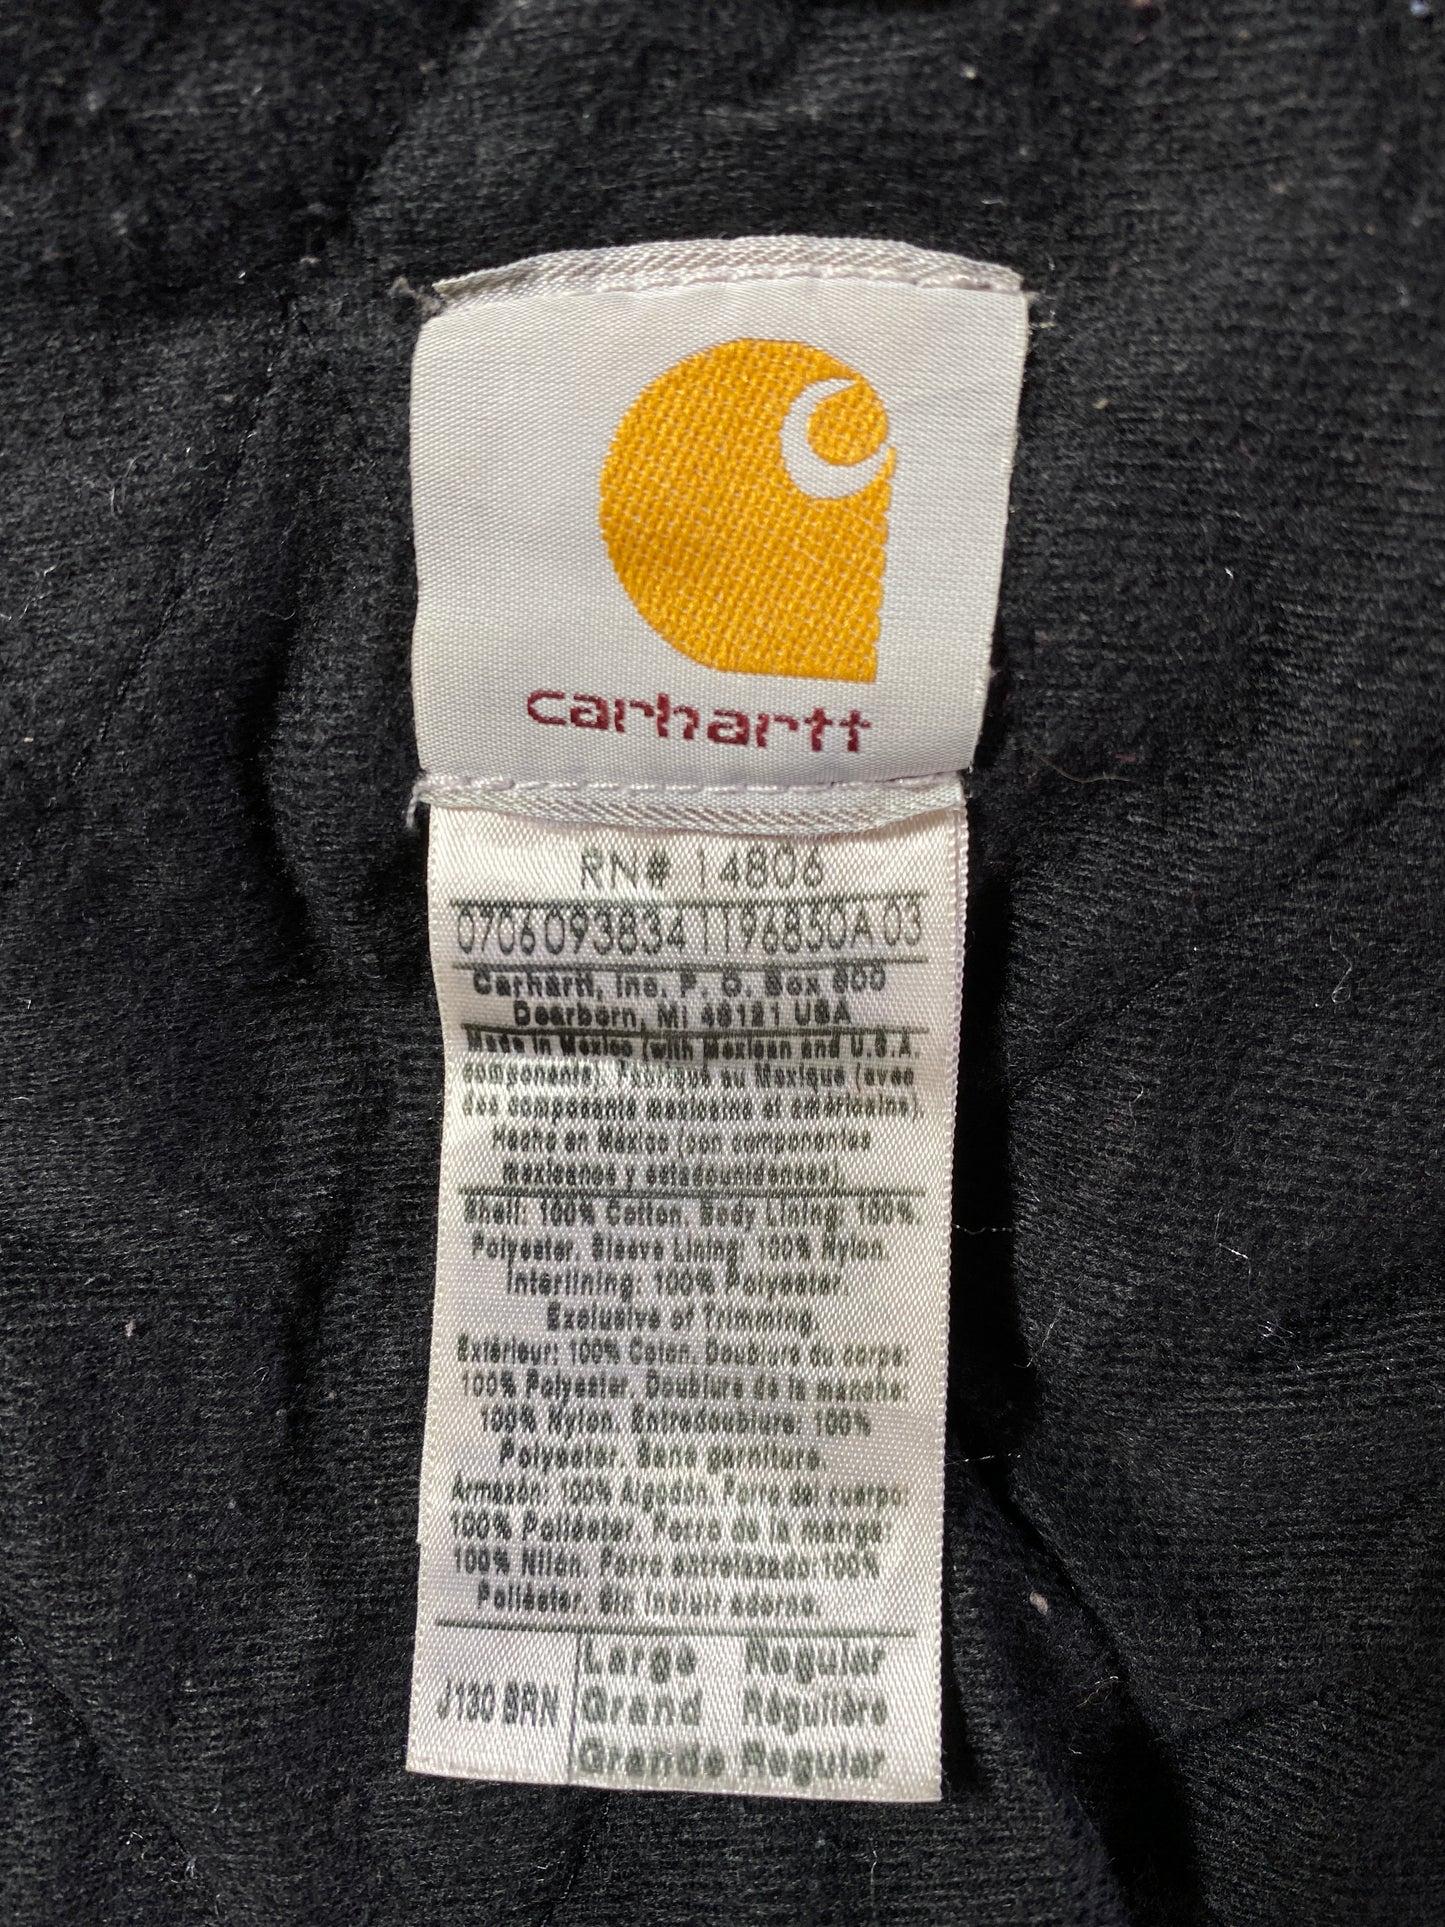 carhartt
RN# 14806
0706 093834 1196850A 03
Carhartt, Inc. P. O. Box 600
Dearborn, MI 48121 USA
Made in Mexico (with Mexican and U.S.A.
components). Fabriqué au Mexique (avec
des composants mexicains et américains).
Hecho en México (con componentes
mexicanos y estadounidenses).
Shell: 100% Cotton. Body Lining: 100%
Polyester. Sleeve Lining: 100% Nylon.
Interlining: 100% Polyester.
Exclusive of Trimming.
Extérieur: 100% Coton. Doublure du corps:
100% Polyester. Doublure de la manche:
100% Nylon. Entredoublure: 100%
Polyester. Sans garniture.
Armazón: 100% Algodón. Forro del cuerpo
100% Poliéster. Forro de la manga:
100% Nilón. Forro entrelazado:100%
Poliéster. Sin incluir adorno.
J130 BRN
Large Regular
Grand Régulière
Grande Regular